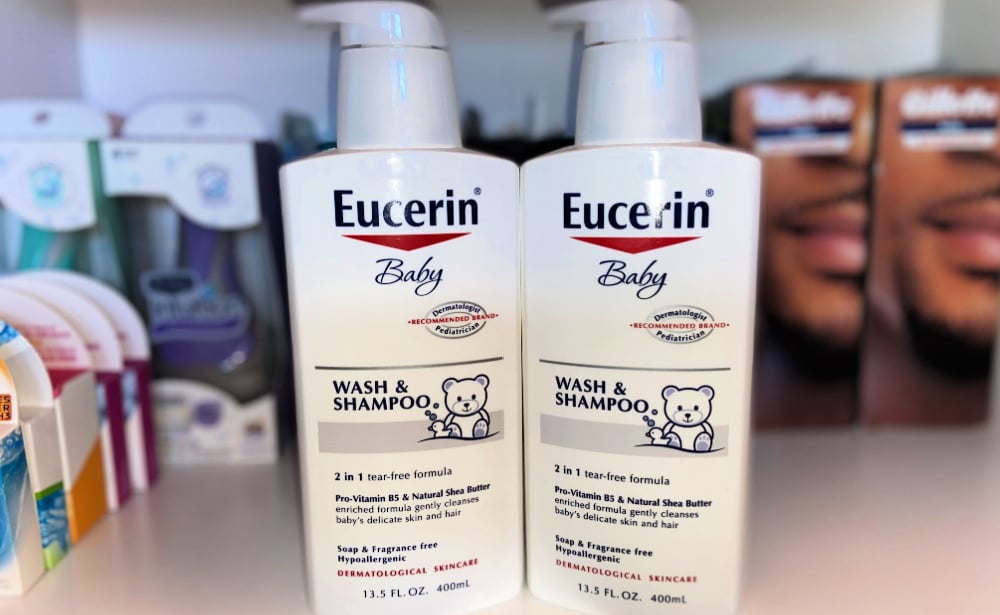 Eucerin®
Baby
Dermatologist
•RECOMMENDED BRAND•
Pediatrician
WASH &
SHAMPOO
2 in 1 tear-free formula
Pro-Vitamin B5 & Natural Shea Butter
enriched formula gently cleanses
baby's delicate skin and hair
Soap & Fragrance free
Hypoallergenic
DERMATOLOGICAL SKINCARE
13.5 FL. OZ. 400mL
Eucerin®
Baby
Dermatologist
•RECOMMENDED BRAND•
Pediatrician
WASH &
SHAMPOO
2 in 1 tear-free formula
Pro-Vitamin B5 & Natural Shea Butter
enriched formula gently cleanses
baby's delicate skin and hair
Soap & Fragrance free
Hypoallergenic
DERMATOLOGICAL SKINCARE
13.5 FL. OZ. 400mL
Gillette
Gillette